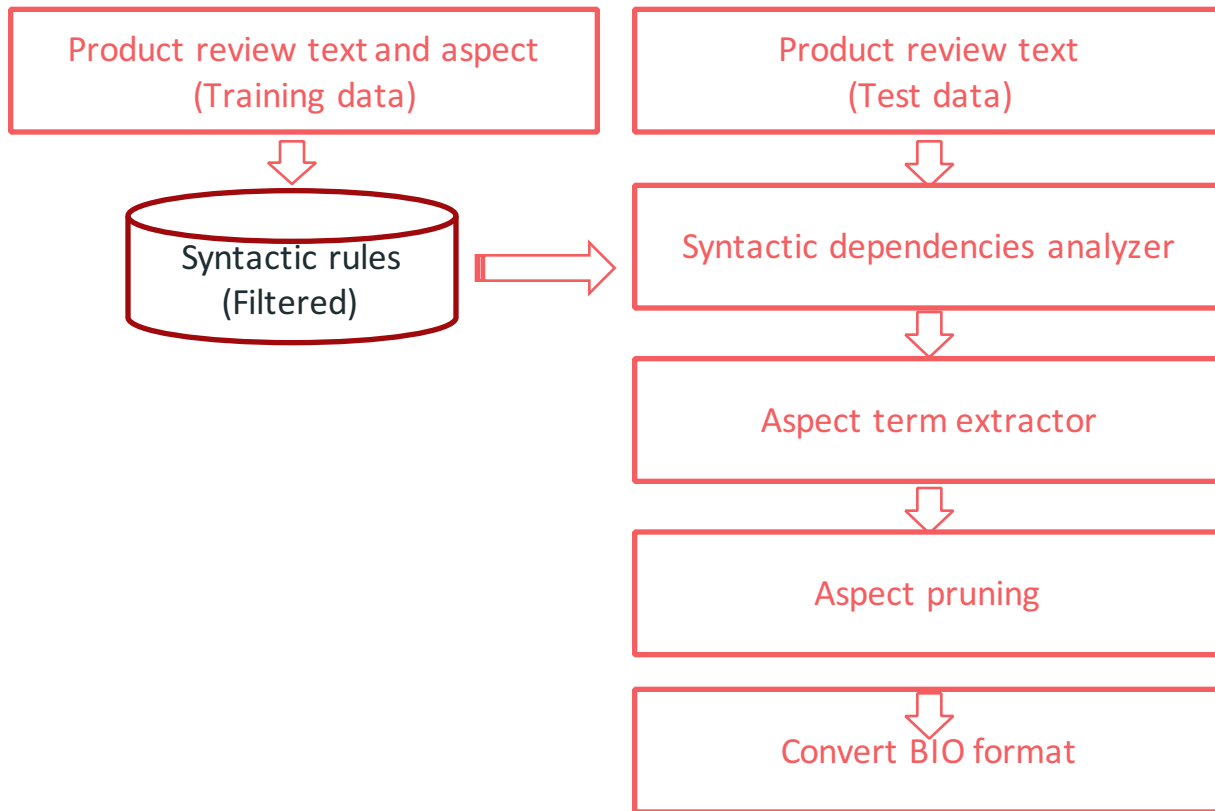 Product review text and aspect
(Training data)
Product review text
(Test data)
Syntactic rules
(Filtered)
Syntactic dependencies analyzer
Aspect term extractor
Aspect pruning
Convert BIO format